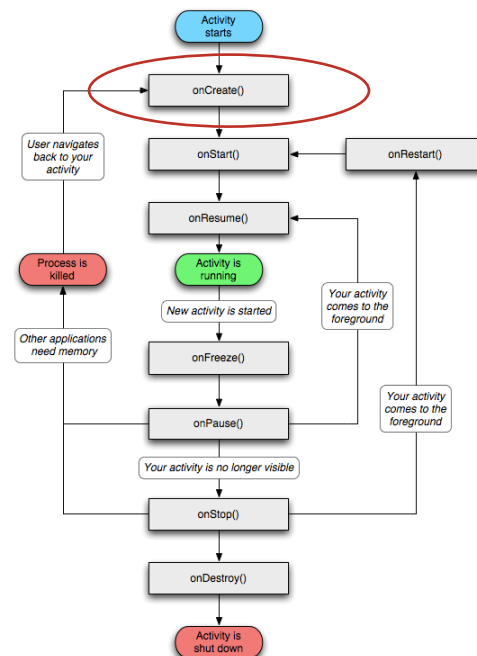 Activity
starts
onCreate()
User navigates
back to your
activity
onStart()
onRestart()
onResume()
Process is
killed
Activity is
running
New activity is started
Your activity
comes to the
foreground
Other applications
need memory
onFreeze()
Your activity
comes to the
foreground
onPause()
Your activity is no longer visible
onStop()
onDestroy()
Activity is
shut down